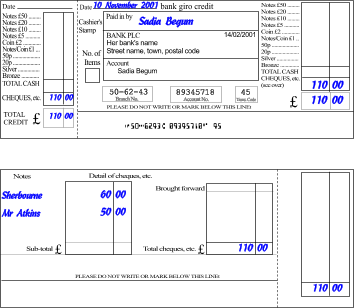 Date
Notes £50
Notes £20
Notes £10
Notes £5
Coin £2
Notes/Coin £1
50p
20p
Silver
Bronze
TOTAL CASH
CHEQUES, etc. 110 00
TOTAL CREDIT £ 110 00
Date 10 November 2001 bank giro credit
Cashier's Stamp
No. of Items
Paid in by
Sadia Begum
BANK PLC 14/02/2001
Her bank's name
Street name, town, postal code
Account
Sadia Begum
50-62-43 89345718 45
Branch No. Account No. Trans Code
PLEASE DO NOT WRITE OR MARK BELOW THIS LINE
Notes £50
Notes £20
Notes £10
Notes £5
Coin £2
Notes/Coin £1
50p
20p
Silver
Bronze
TOTAL CASH
CHEQUES, etc. 110 00
(see over)
£ 110 00
Notes Detail of cheques, etc.
Sherbourne 60 00
Mr Atkins 50 00
Sub-total £
Brought forward
Total cheques, etc. £ 110 00
PLEASE DO NOT WRITE OR MARK BELOW THIS LINE
110 00